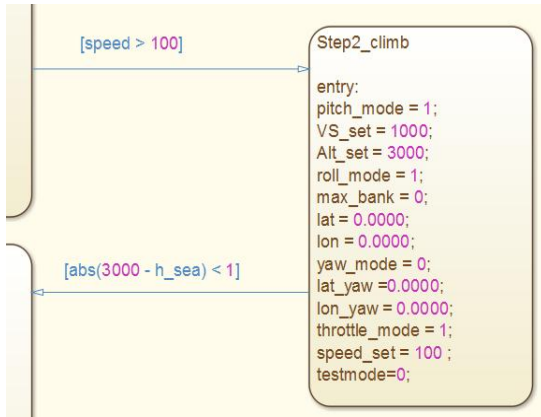 [speed > 100]
Step2_climb
entry:
pitch_mode = 1;
VS_set = 1000;
Alt_set = 3000;
roll_mode = 1;
max_bank = 0;
lat = 0.0000;
lon = 0.0000;
yaw_mode = 0;
lat_yaw =0.0000;
lon_yaw = 0.0000;
throttle_mode = 1;
speed_set = 100 ;
testmode=0;
[abs(3000 - h_sea) < 1]